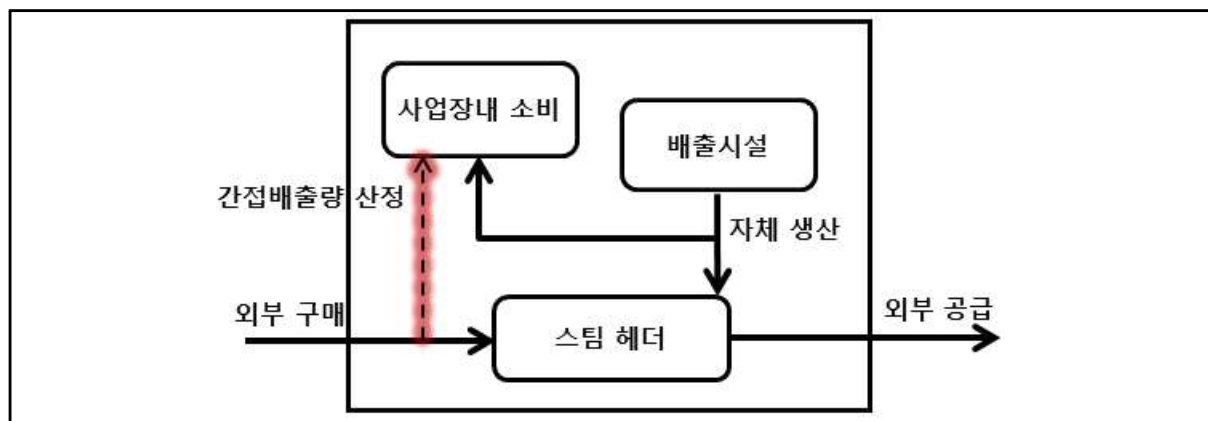 사업장내 소비
배출시설
간접배출량 산정
자체 생산
외부 구매
스팀 헤더
외부 공급